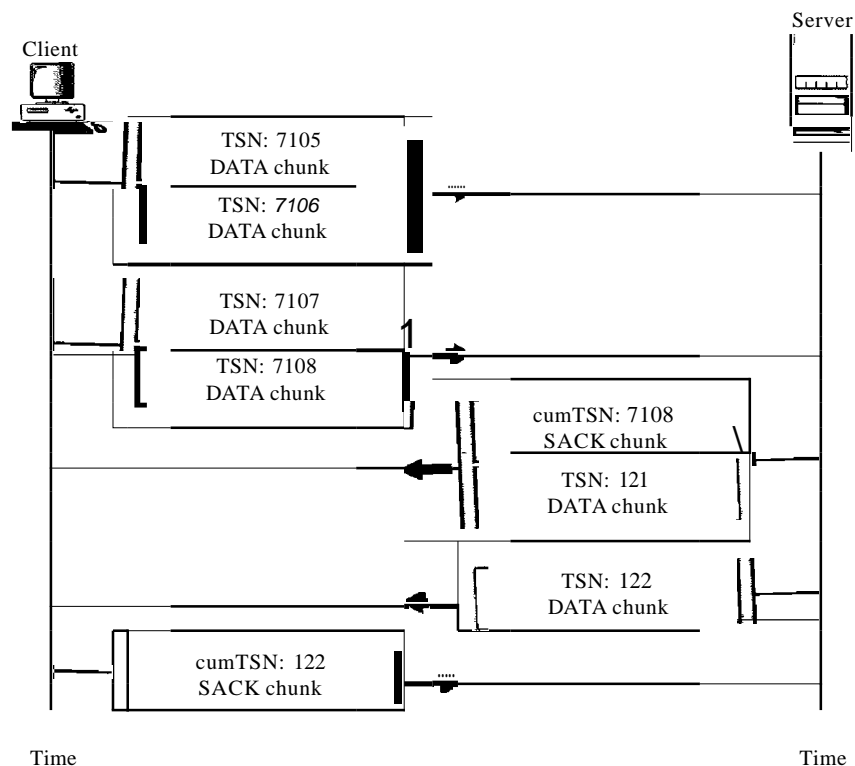 Server
Client
TSN: 7105
DATA chunk
TSN: 7106
DATA chunk
TSN: 7107
DATA chunk
TSN: 7108
DATA chunk
cumTSN: 7108
SACK chunk
TSN: 121
DATA chunk
TSN: 122
DATA chunk
cumTSN: 122
SACK chunk
Time
Time